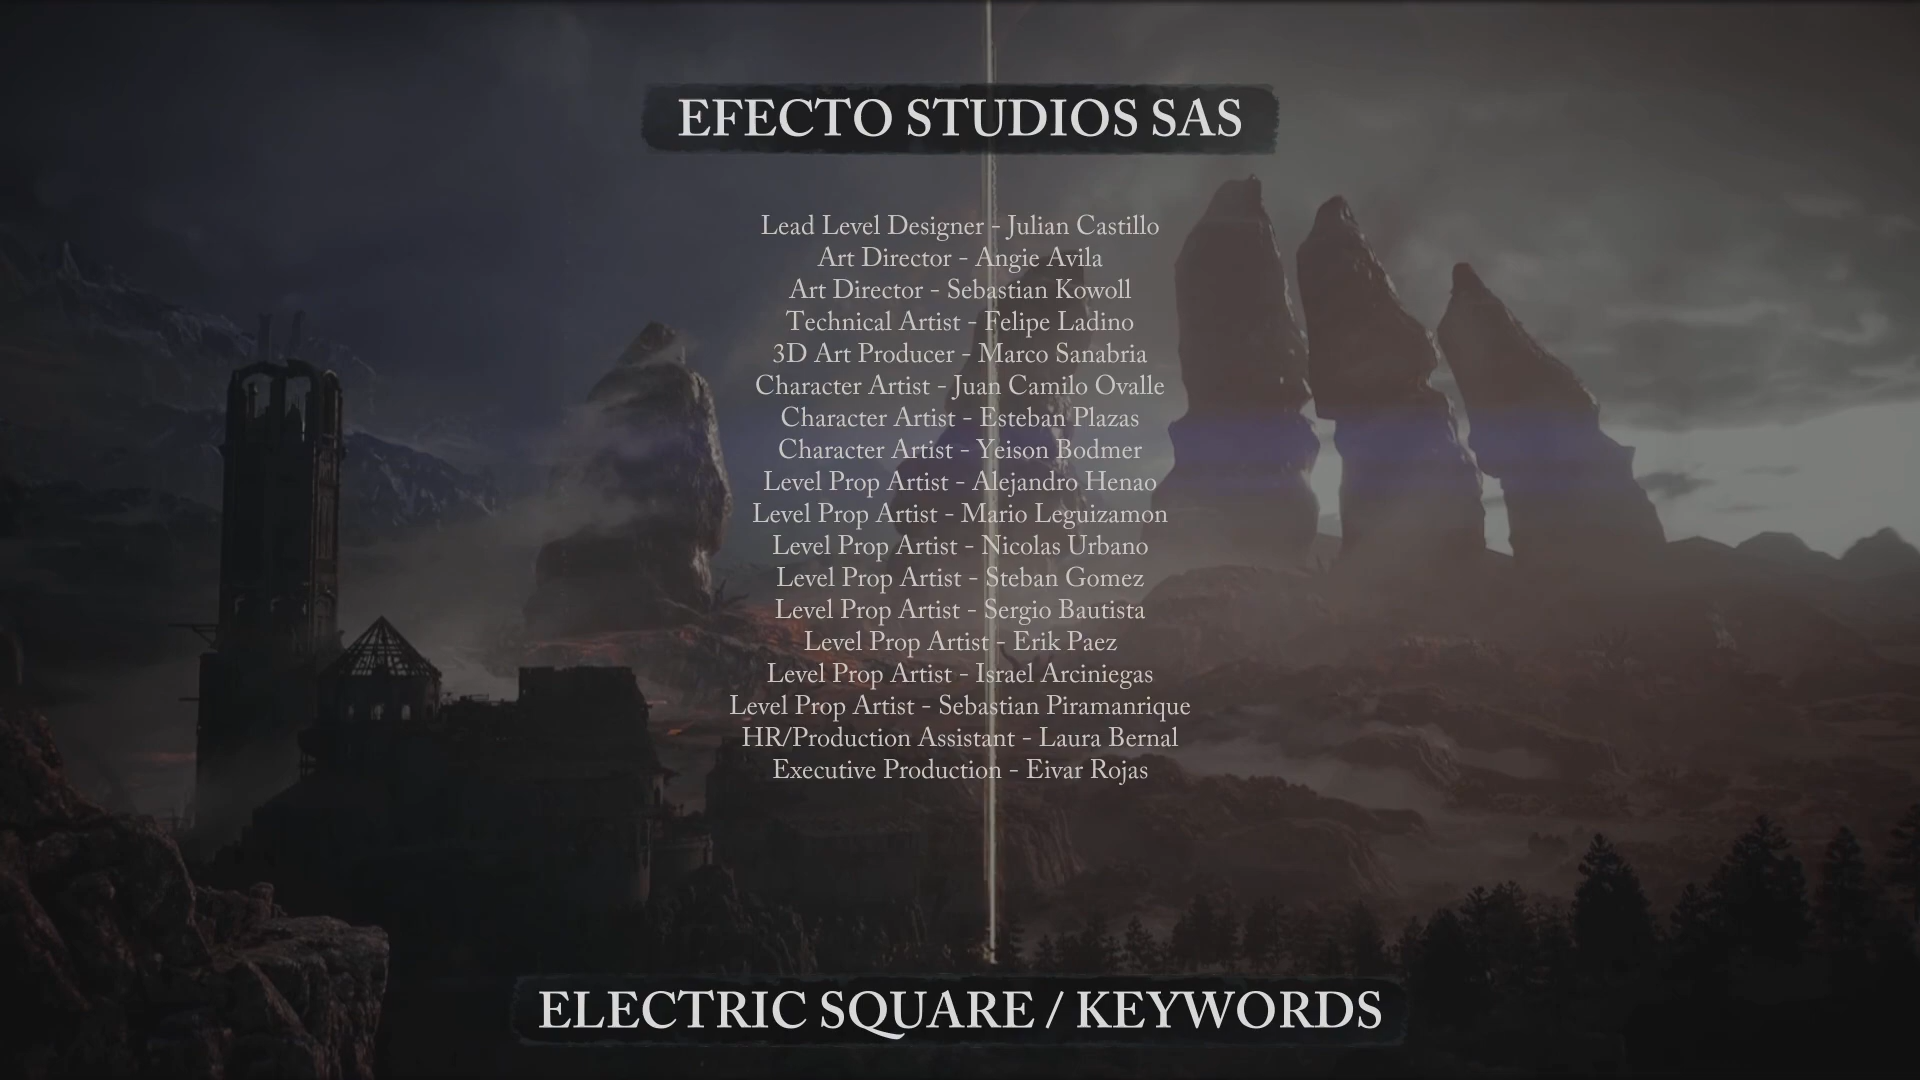 EFECTO STUDIOS SAS
Lead Level Designer - Julian Castillo
Art Director - Angie Avila
Art Director - Sebastian Kowoll
Technical Artist - Felipe Ladino
3D Art Producer - Marco Sanabria
Character Artist - Juan Camilo Ovalle
Character Artist - Esteban Plazas
Character Artist - Yeison Bodmer
Level Prop Artist - Alejandro Henao
Level Prop Artist - Mario Leguizamon
Level Prop Artist - Nicolas Urbano
Level Prop Artist - Steban Gomez
Level Prop Artist - Sergio Bautista
Level Prop Artist - Erik Paez
Level Prop Artist - Israel Arciniegas
Level Prop Artist - Sebastian Piramanrique
HR/Production Assistant - Laura Bernal
Executive Production - Eivar Rojas
ELECTRIC SQUARE / KEYWORDS